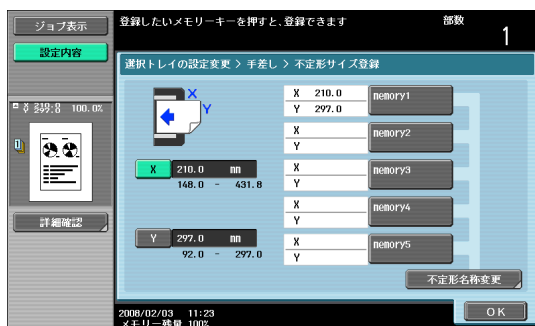 ジョブ表示
設定内容
登録したいメモリーキーを押すと､登録できます
部数
1
選択トレイの設定変更 > 手差し > 不定形サイズ登録
100.0%
X
Y
X 210.0
Y 297.0
memory1
X
Y
memory2
X 210.0 mm
148.0 - 431.8
X
Y
memory3
X
Y
memory4
Y 297.0 mm
92.0 - 297.0
X
Y
memory5
詳細確認
不定形名称変更
2008/02/03 11:23
メモリー残量 100%
OK